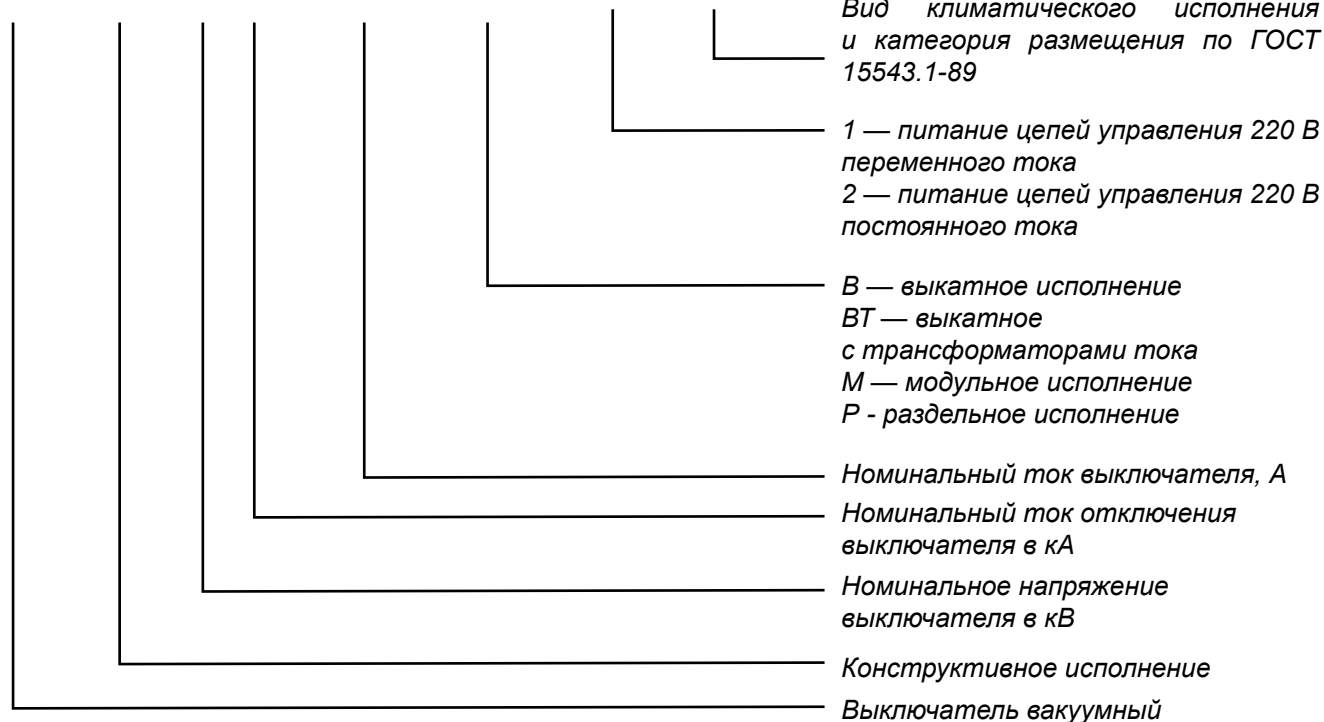 Вид климатического исполнения
и категория размещения по ГОСТ
15543.1-89
1 — питание цепей управления 220 В
переменного тока
2 — питание цепей управления 220 В
постоянного тока
В — выкатное исполнение
ВТ — выкатное
с трансформаторами тока
М — модульное исполнение
Р - раздельное исполнение
Номинальный ток выключателя, А
Номинальный ток отключения
выключателя в кА
Номинальное напряжение
выключателя в кВ
Конструктивное исполнение
Выключатель вакуумный